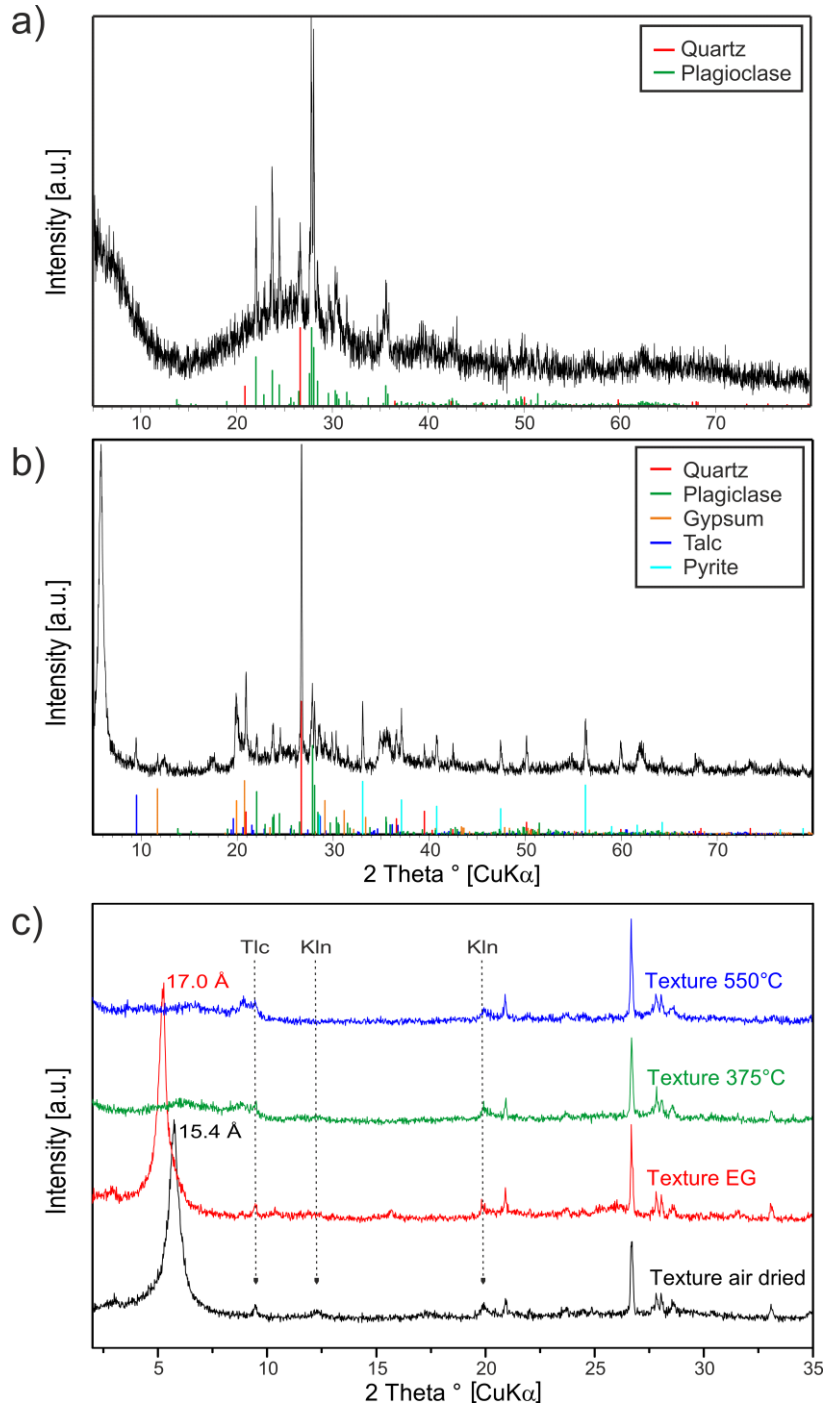 a)
Intensity [a.u.]
Quartz
Plagioclase
10 20 30 40 50 60 70
b)
Intensity [a.u.]
Quartz
Plagiclase
Gypsum
Talc
Pyrite
10 20 30 40 50 60 70
2 Theta ° [CuKα]
c)
Intensity [a.u.]
Tlc Kln Kln
17.0 Å
Texture 550°C
Texture 375°C
15.4 Å
Texture EG
Texture air dried
5 10 15 20 25 30 35
2 Theta ° [CuKα]